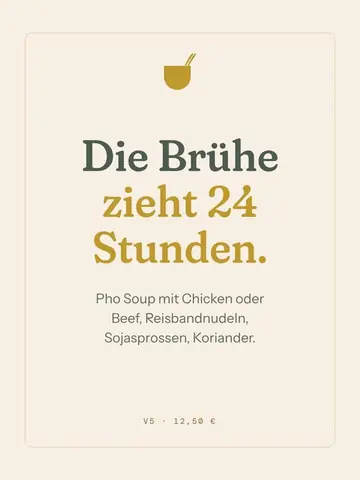 Die Brühe
zieht 24
Stunden.
Pho Soup mit Chicken oder
Beef, Reisbandnudeln,
Sojasprossen, Koriander.
V5 · 12,50 €